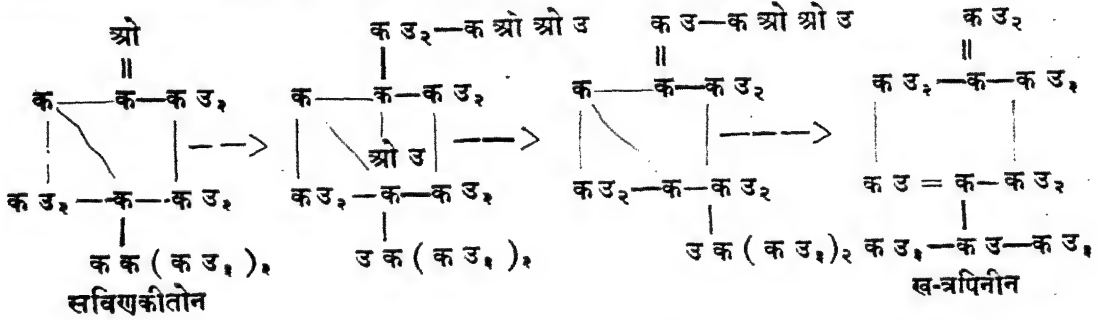 ओ क उ₂—क ओ ओ उ क उ—क ओ ओ उ क उ₂
॥ | ॥ ॥
क—क—क उ₂ क—क—क उ₂ क—क—क उ₂ क उ₂—क—क उ₂
---> ओ उ ---> --->
क उ₂—क—क उ₂ क उ₂—क—क उ₂ क उ₂—क—क उ₂ क उ=क—क उ₂
क क (क उ₃)₂ उ क (क उ₃)₂ उ क (क उ₃)₂ क उ₃—क उ—क उ₃
सविणकीतोन ख-त्रपिनीन